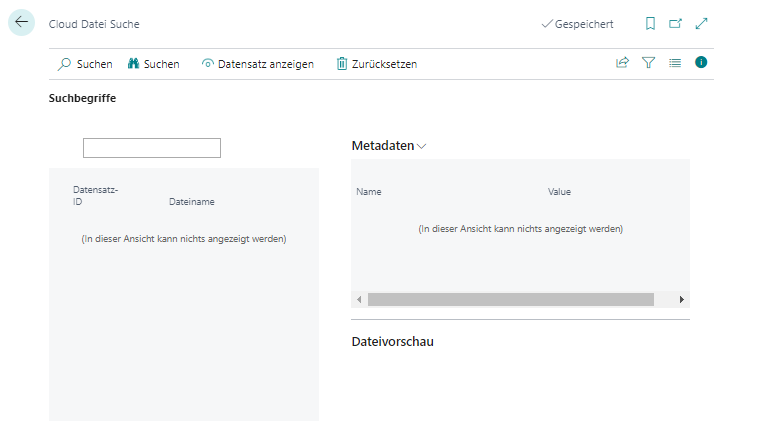 Cloud Datei Suche
Gespeichert
Suchen Suchen Datensatz anzeigen Zurücksetzen
Suchbegriffe
Metadaten
Datensatz-
ID Dateiname
(In dieser Ansicht kann nichts angezeigt werden)
Name Value
(In dieser Ansicht kann nichts angezeigt werden)
Dateivorschau